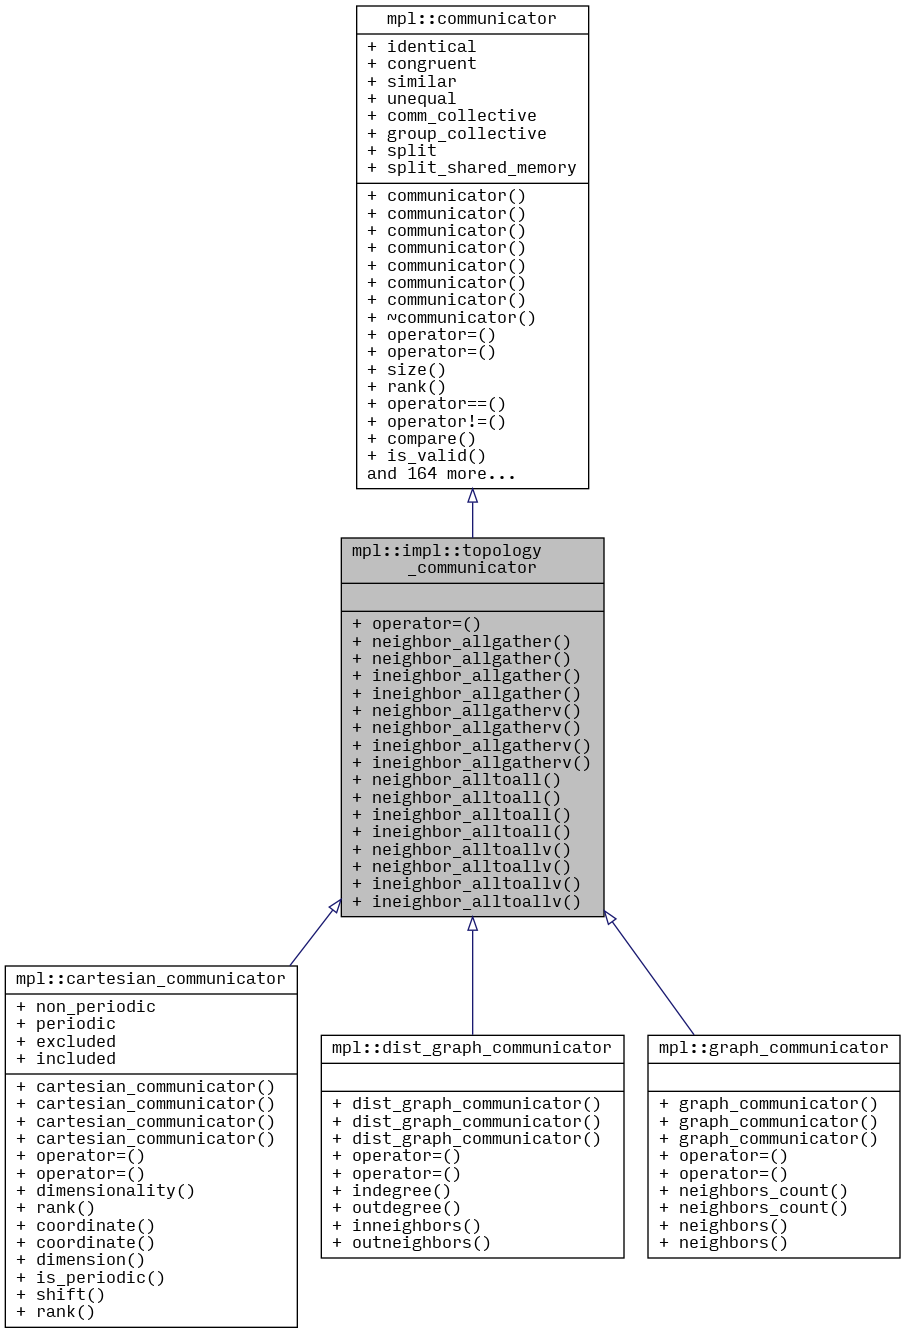 mpl::communicator
+ identical
+ congruent
+ similar
+ unequal
+ comm_collective
+ group_collective
+ split
+ split_shared_memory
+ communicator()
+ communicator()
+ communicator()
+ communicator()
+ communicator()
+ communicator()
+ communicator()
+ ~communicator()
+ operator=()
+ operator=()
+ size()
+ rank()
+ operator==()
+ operator!=()
+ compare()
+ is_valid()
and 164 more...
mpl::impl::topology
_communicator
+ operator=()
+ neighbor_allgather()
+ neighbor_allgather()
+ ineighbor_allgather()
+ ineighbor_allgather()
+ neighbor_allgatherv()
+ neighbor_allgatherv()
+ ineighbor_allgatherv()
+ ineighbor_allgatherv()
+ neighbor_alltoall()
+ neighbor_alltoall()
+ ineighbor_alltoall()
+ ineighbor_alltoall()
+ neighbor_alltoallv()
+ neighbor_alltoallv()
+ ineighbor_alltoallv()
+ ineighbor_alltoallv()
mpl::cartesian_communicator
+ non_periodic
+ periodic
+ excluded
+ included
+ cartesian_communicator()
+ cartesian_communicator()
+ cartesian_communicator()
+ cartesian_communicator()
+ operator=()
+ operator=()
+ dimensionality()
+ rank()
+ coordinate()
+ coordinate()
+ dimension()
+ is_periodic()
+ shift()
+ rank()
mpl::dist_graph_communicator
+ dist_graph_communicator()
+ dist_graph_communicator()
+ dist_graph_communicator()
+ operator=()
+ operator=()
+ indegree()
+ outdegree()
+ inneighbors()
+ outneighbors()
mpl::graph_communicator
+ graph_communicator()
+ graph_communicator()
+ graph_communicator()
+ operator=()
+ operator=()
+ neighbors_count()
+ neighbors_count()
+ neighbors()
+ neighbors()